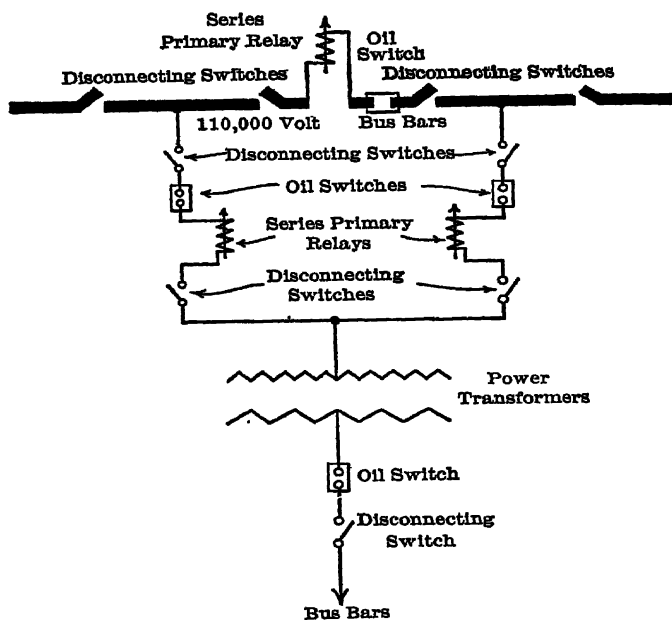 Series
Primary Relay
Oil
Switch
Disconnecting Switches
Disconnecting Switches
110,000 Volt
Bus Bars
Disconnecting Switches
Oil Switches
Series Primary
Relays
Disconnecting
Switches
Power
Transformers
Oil Switch
Disconnecting
Switch
Bus Bars